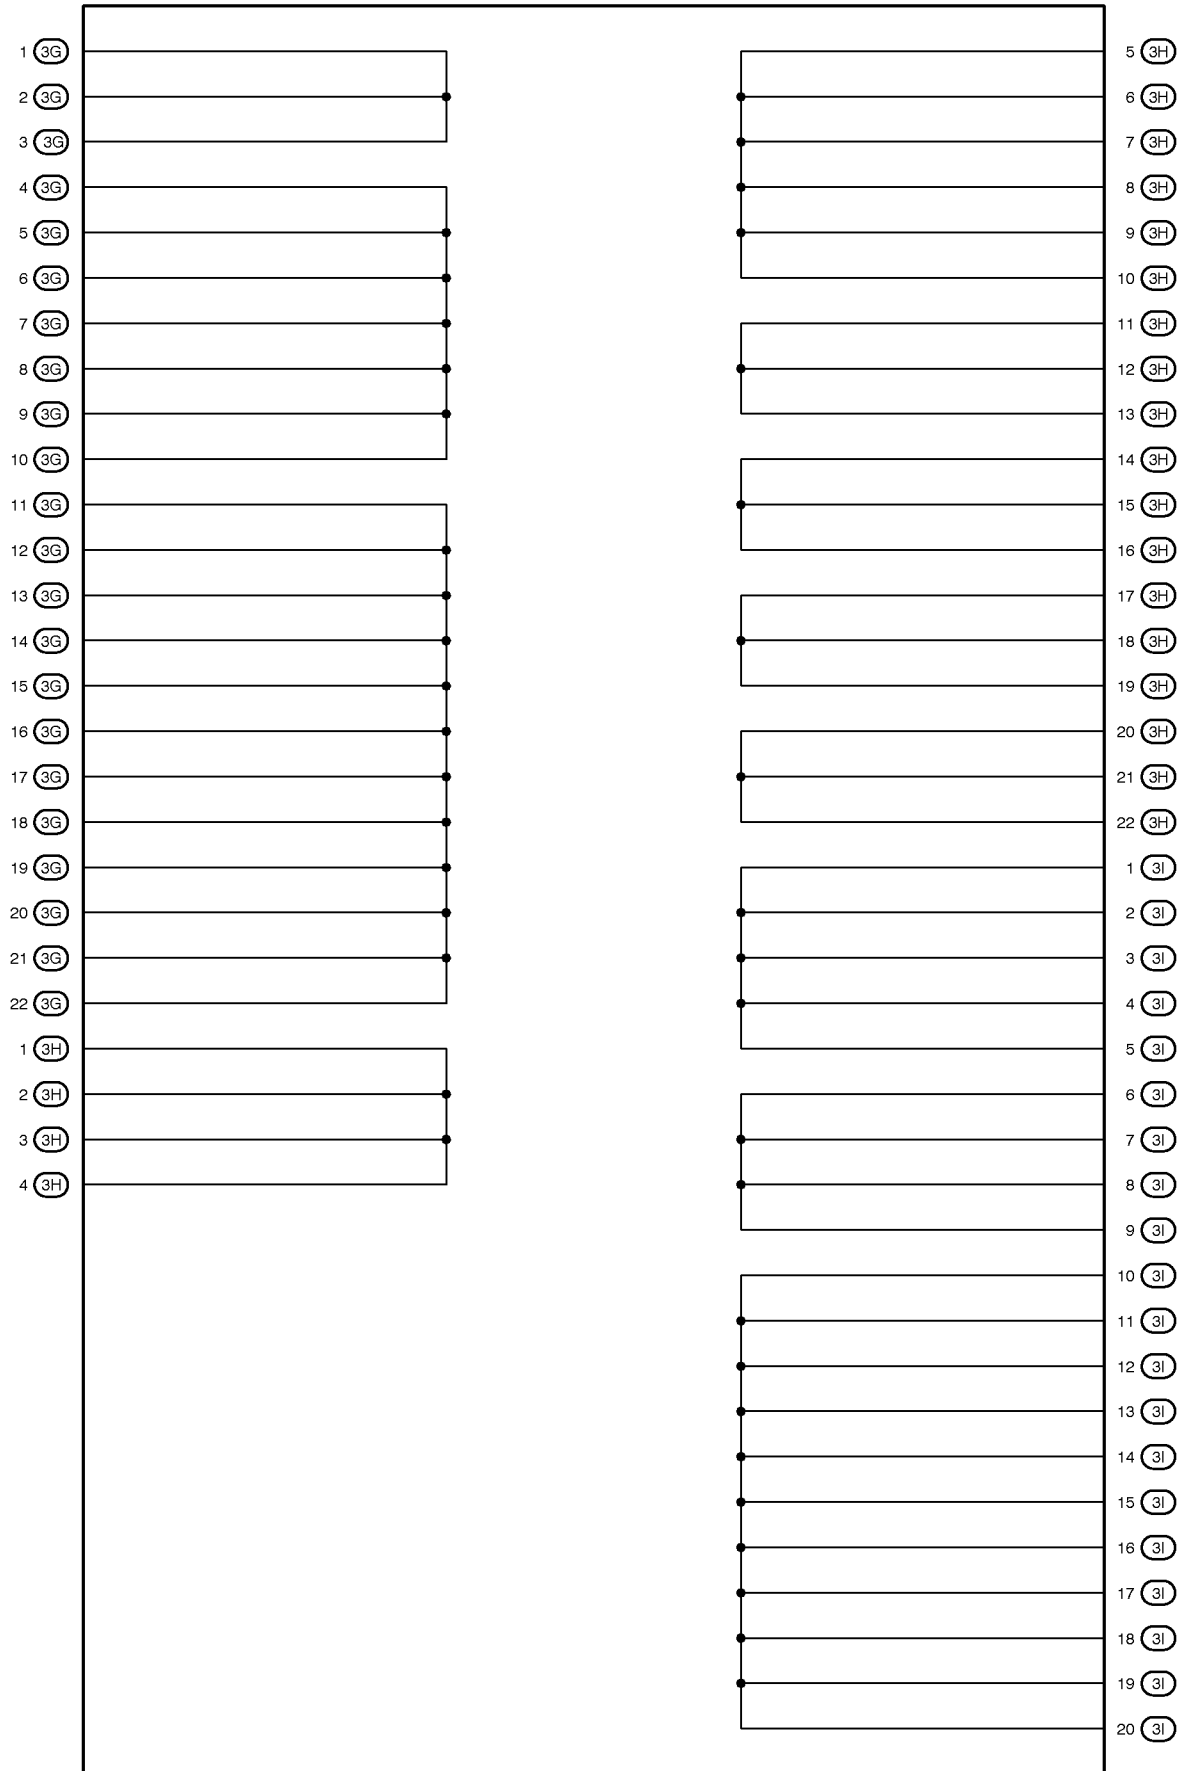 1 3G
2 3G
3 3G
4 3G
5 3G
6 3G
7 3G
8 3G
9 3G
10 3G
11 3G
12 3G
13 3G
14 3G
15 3G
16 3G
17 3G
18 3G
19 3G
20 3G
21 3G
22 3G
1 3H
2 3H
3 3H
4 3H
5 3H
6 3H
7 3H
8 3H
9 3H
10 3H
11 3H
12 3H
13 3H
14 3H
15 3H
16 3H
17 3H
18 3H
19 3H
20 3H
21 3H
22 3H
1 3I
2 3I
3 3I
4 3I
5 3I
6 3I
7 3I
8 3I
9 3I
10 3I
11 3I
12 3I
13 3I
14 3I
15 3I
16 3I
17 3I
18 3I
19 3I
20 3I